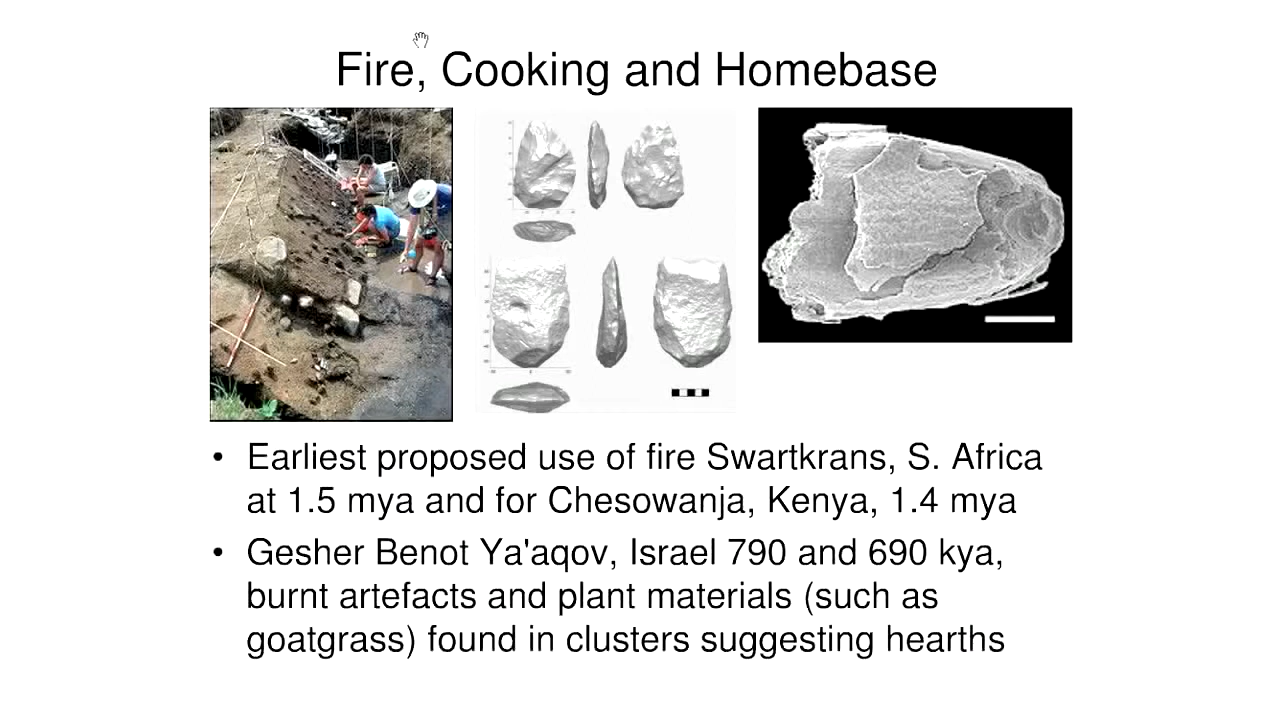 Fire, Cooking and Homebase
• Earliest proposed use of fire Swartkrans, S. Africa
at 1.5 mya and for Chesowanja, Kenya, 1.4 mya
• Gesher Benot Ya'aqov, Israel 790 and 690 kya,
burnt artefacts and plant materials (such as
goatgrass) found in clusters suggesting hearths